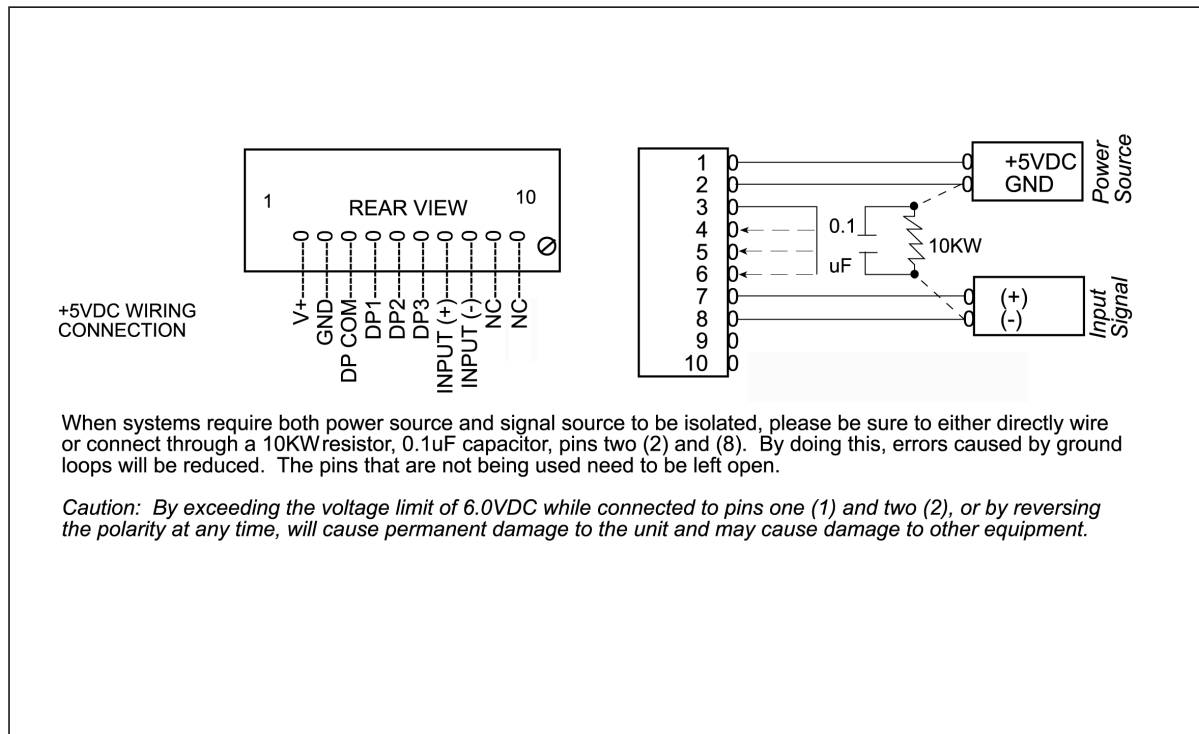 1
REAR VIEW
10
V+
GND
DP COM
DP1
DP2
DP3
INPUT (+)
INPUT (-)
NC
NC
+5VDC WIRING
CONNECTION
1
2
3
4
5
6
7
8
9
10
0.1
uF
10KW
+5VDC
GND
Power
Source
(+)
(-)
Input
Signal
When systems require both power source and signal source to be isolated, please be sure to either directly wire
or connect through a 10KW resistor, 0.1uF capacitor, pins two (2) and (8).  By doing this, errors caused by ground
loops will be reduced.  The pins that are not being used need to be left open.
Caution:  By exceeding the voltage limit of 6.0VDC while connected to pins one (1) and two (2), or by reversing
the polarity at any time, will cause permanent damage to the unit and may cause damage to other equipment.